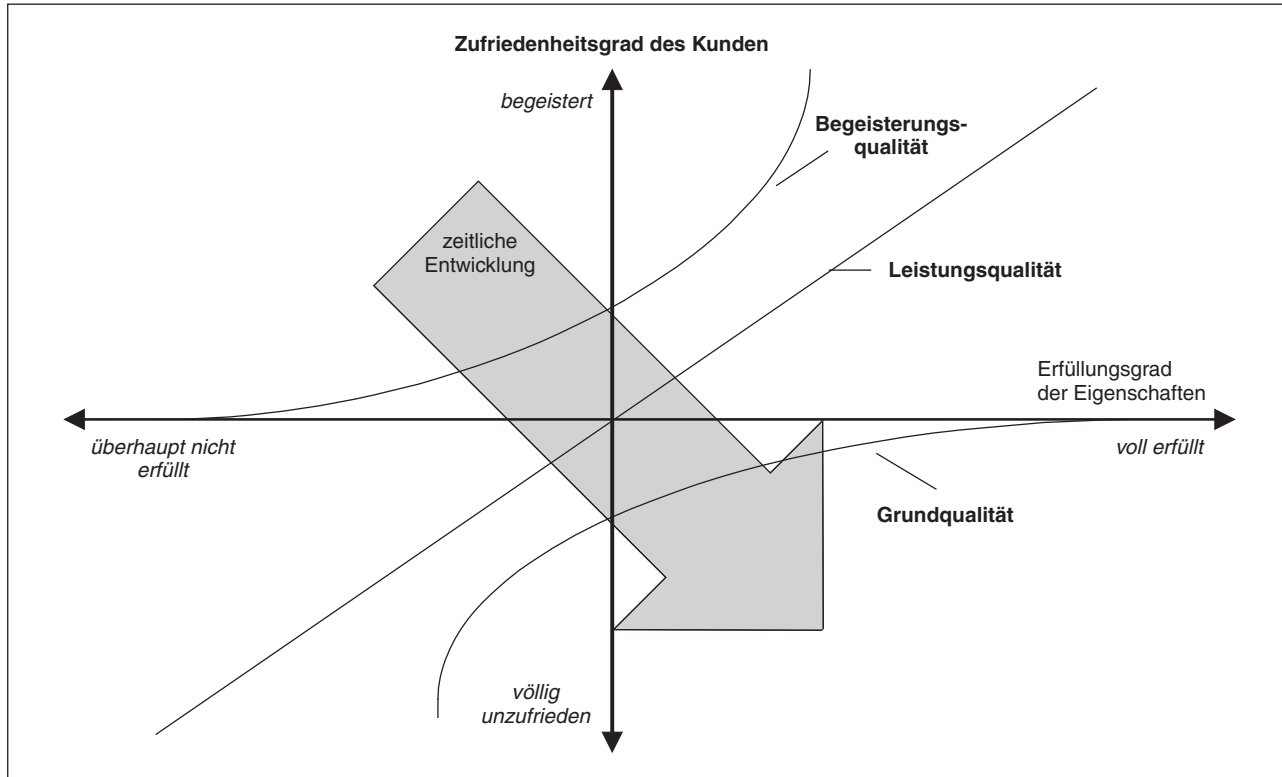 Zufriedenheitsgrad des Kunden
begeistert
Begeisterungs-
qualität
zeitliche
Entwicklung
Leistungsqualität
Erfüllungsgrad
der Eigenschaften
überhaupt nicht
erfüllt
voll erfüllt
Grundqualität
völlig
unzufrieden